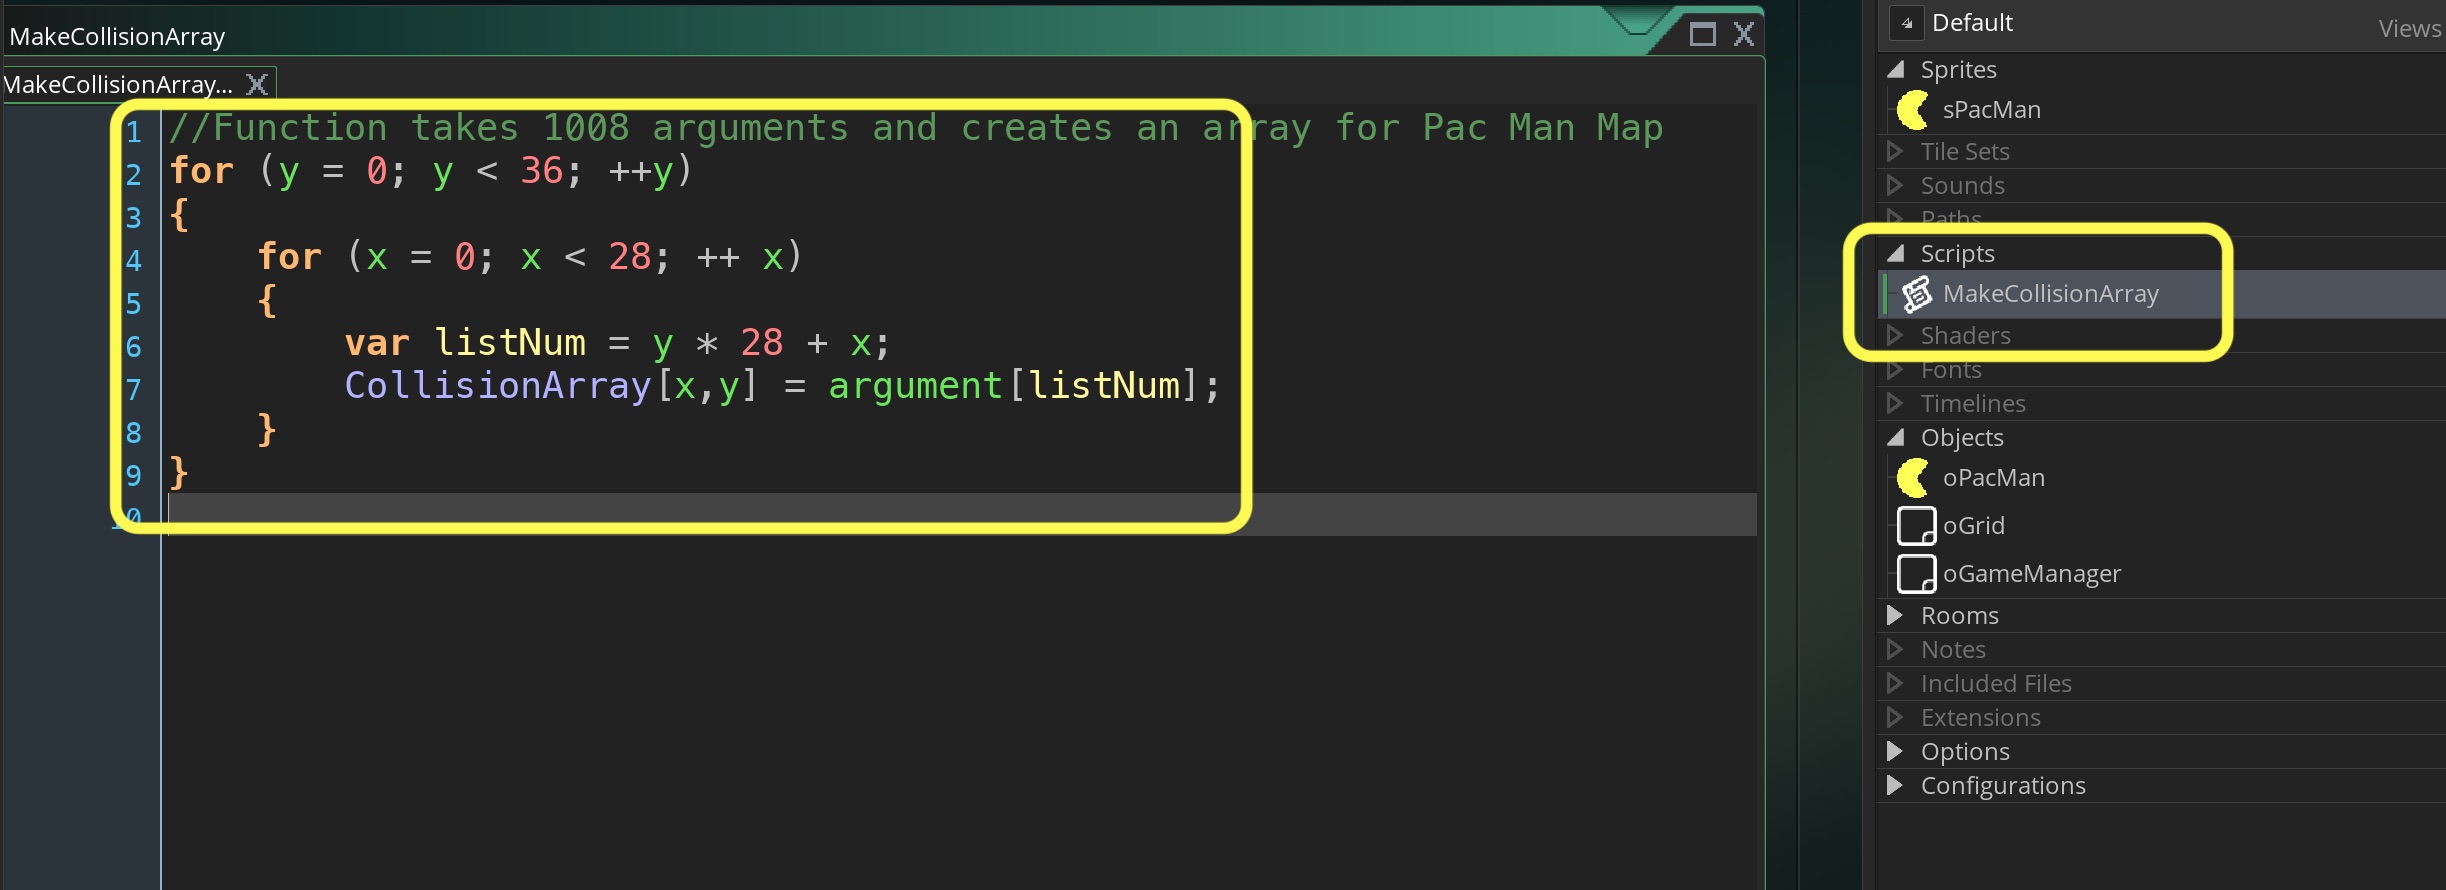 MakeCollisionArray
MakeCollisionArray...
1 //Function takes 1008 arguments and creates an array for Pac Man Map
2 for (y = 0; y < 36; ++y)
3 {
4     for (x = 0; x < 28; ++ x)
5     {
6         var listNum = y * 28 + x;
7         CollisionArray[x,y] = argument[listNum];
8     }
9 }
10
Default
Views
Sprites
sPacMan
Tile Sets
Sounds
Paths
Scripts
MakeCollisionArray
Shaders
Fonts
Timelines
Objects
oPacMan
oGrid
oGameManager
Rooms
Notes
Included Files
Extensions
Options
Configurations